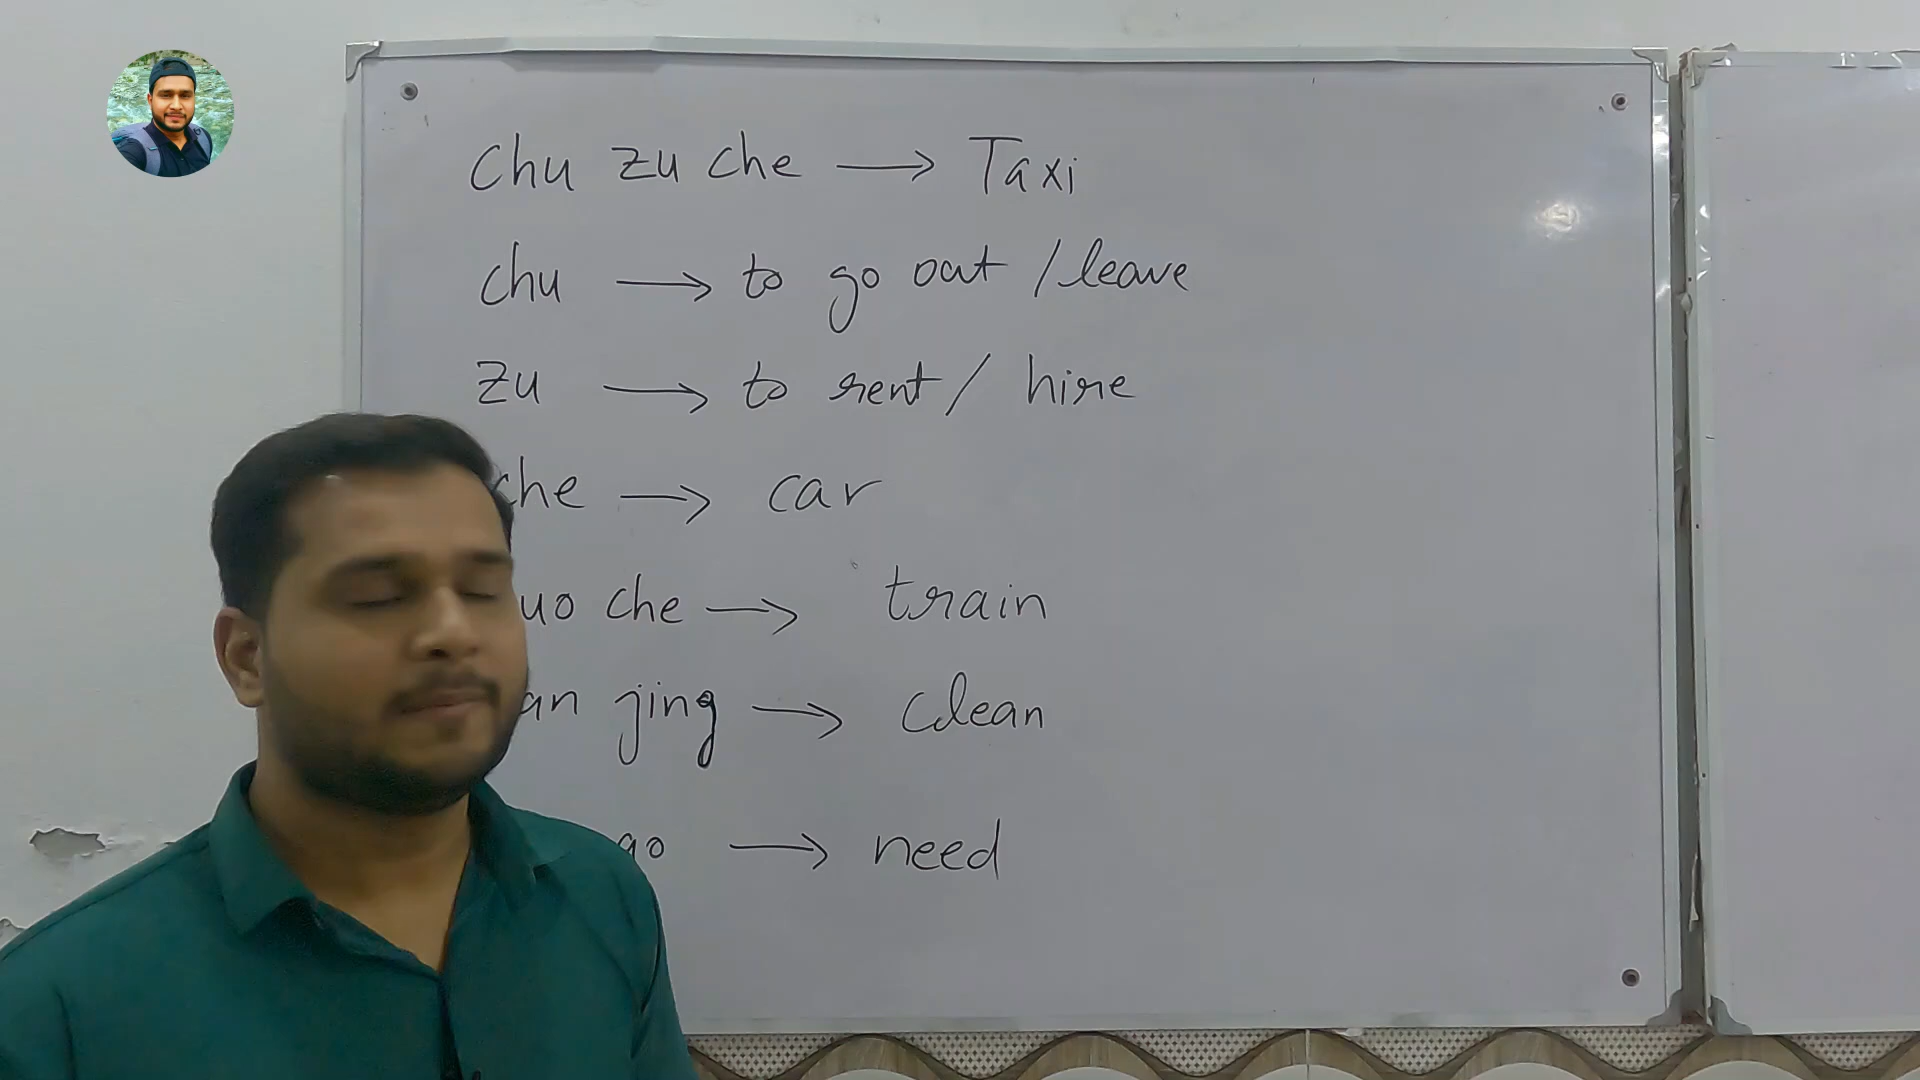 Chu zu che → Taxi
chu → to go out / leave
zu → to rent / hire
che → car
uo che → train
an jing → clean
ao → need